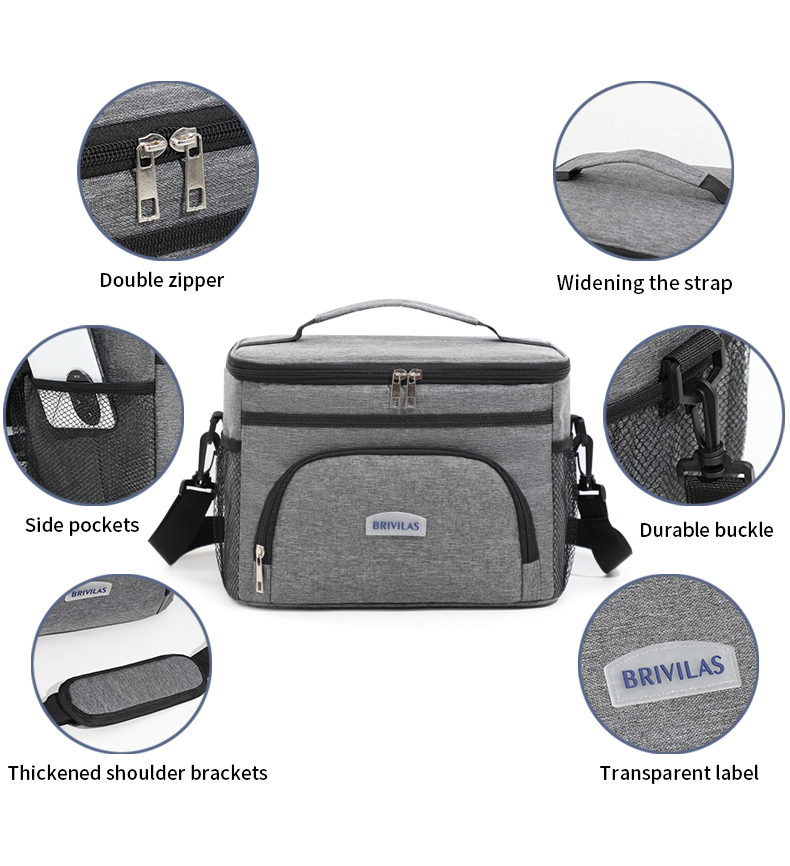 Double zipper
Widening the strap
Side pockets
BRIVILAS
Durable buckle
BRIVILAS
BRIVILAS
Thickened shoulder brackets
Transparent label